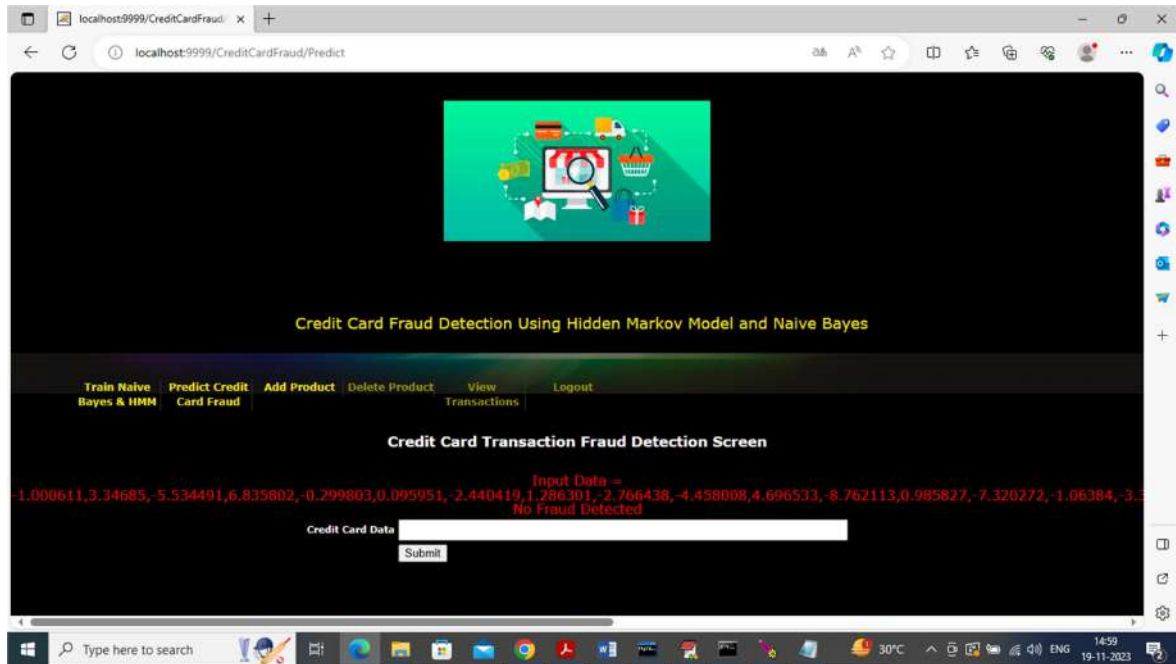 localhost:9999/CreditCardFraud/
localhost:9999/CreditCardFraud/Predict
Credit Card Fraud Detection Using Hidden Markov Model and Naive Bayes
Train Naive Bayes & HMM
Predict Credit Card Fraud
Add Product
Delete Product
View Transactions
Logout
Credit Card Transaction Fraud Detection Screen
Input Data =
-1.000611,3.34685,-5.534491,6.835802,-0.299803,0.095951,-2.440419,1.286301,-2.766438,-4.458008,4.696533,-8.762113,0.985827,-7.320272,-1.06384,-3.3
No Fraud Detected
Credit Card Data
Submit
Type here to search
30°C
ENG
14:59
19-11-2023